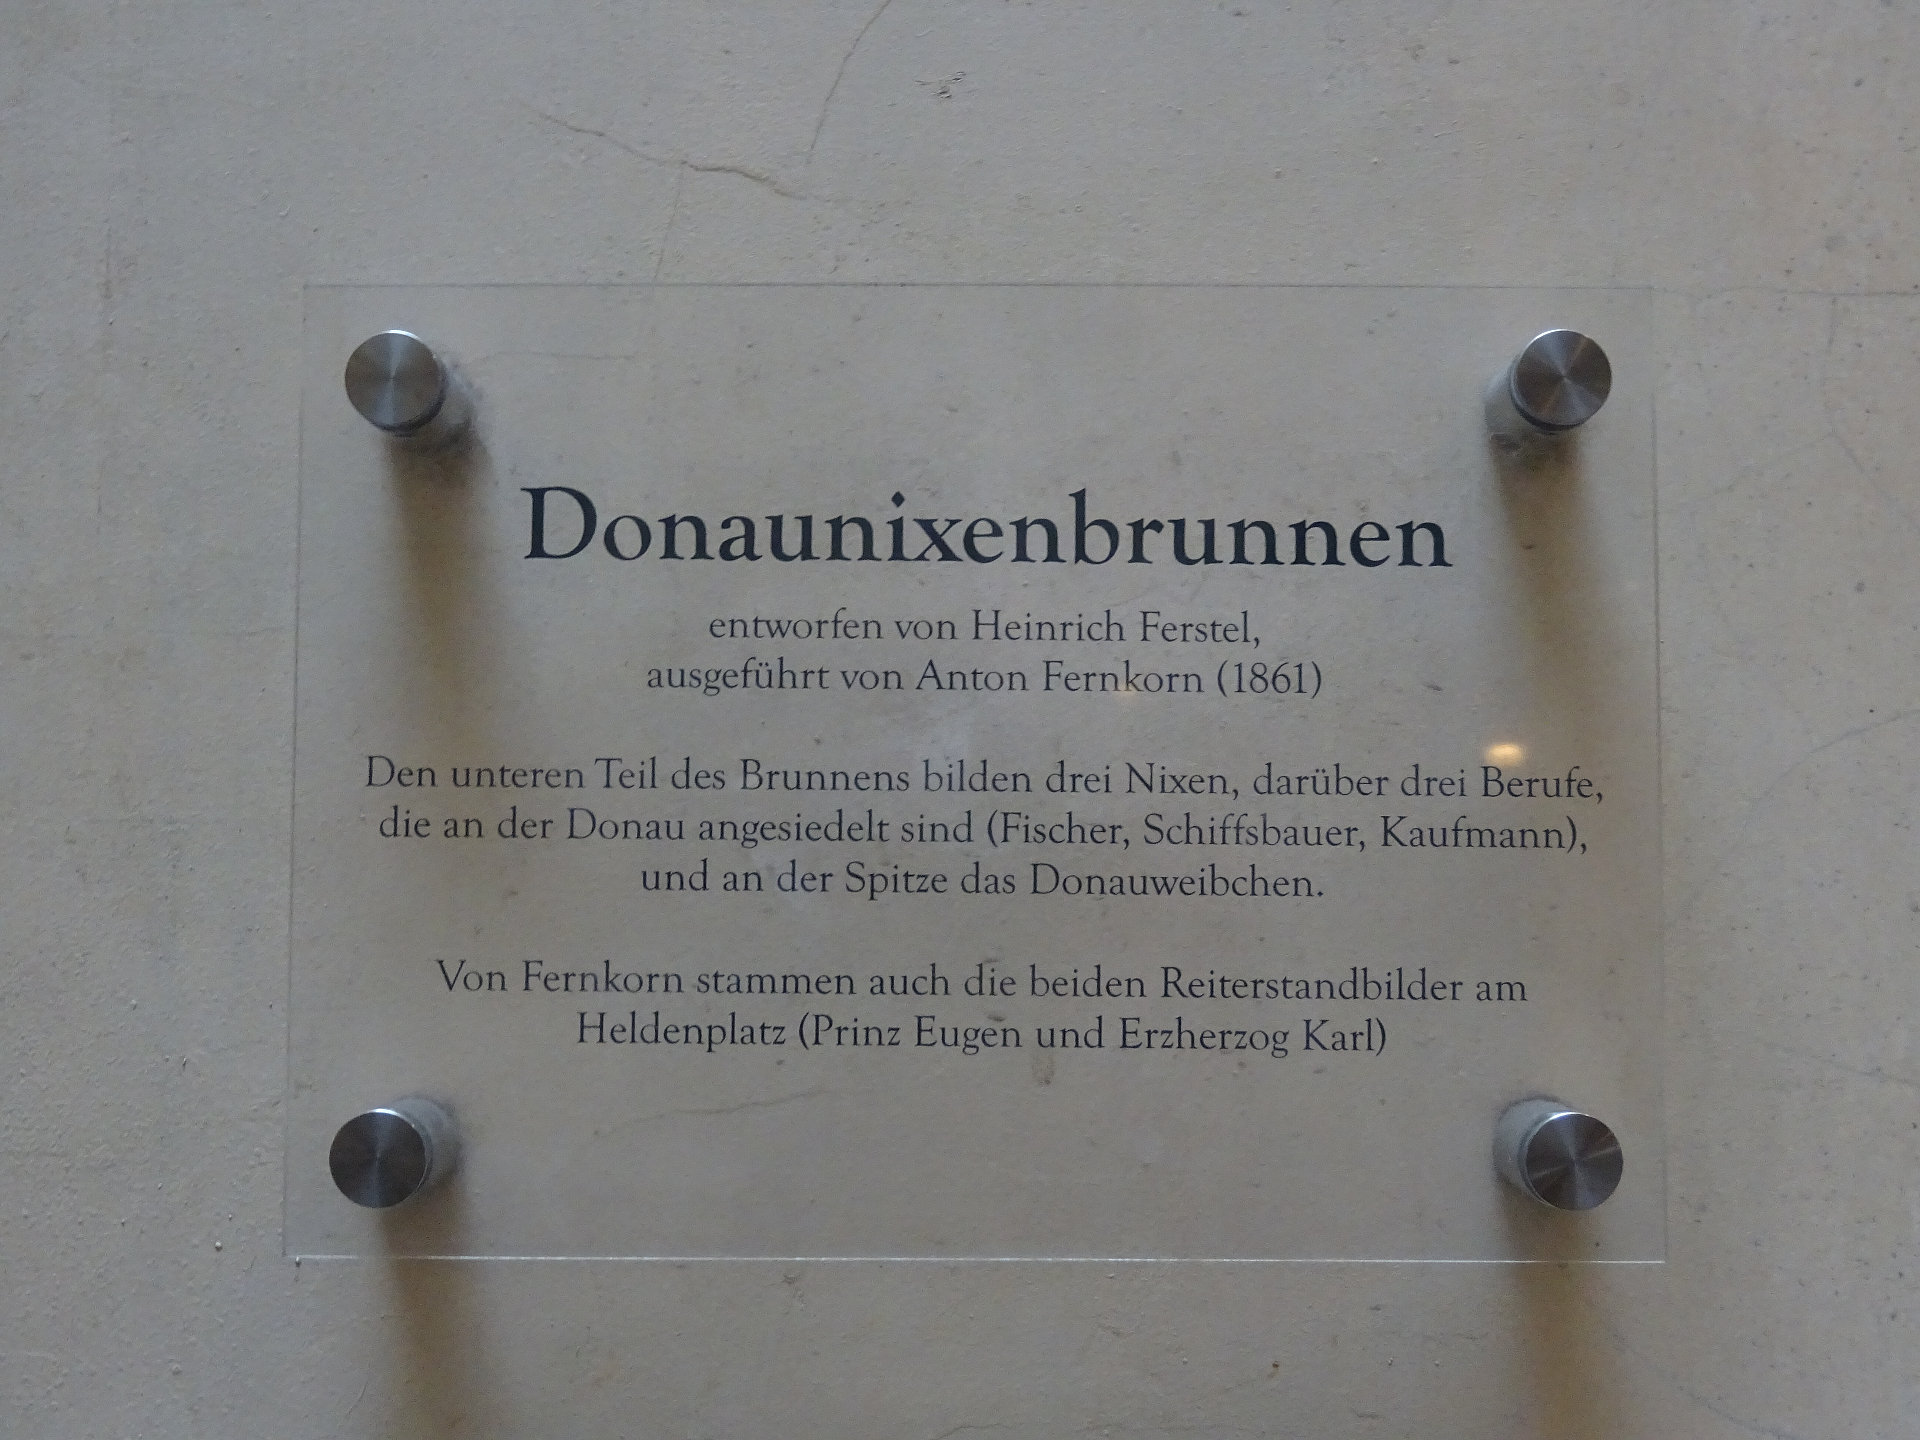 Donaunixenbrunnen
entworfen von Heinrich Ferstel,
ausgeführt von Anton Fernkorn (1861)
Den unteren Teil des Brunnens bilden drei Nixen, darüber drei Berufe,
die an der Donau angesiedelt sind (Fischer, Schiffsbauer, Kaufmann),
und an der Spitze das Donauweibchen.
Von Fernkorn stammen auch die beiden Reiterstandbilder am
Heldenplatz (Prinz Eugen und Erzherzog Karl)